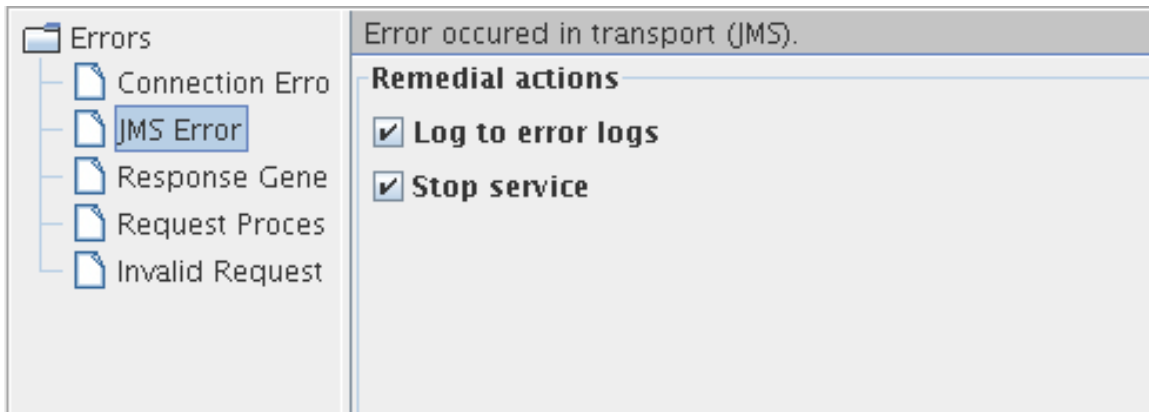 Errors
Connection Erro
JMS Error
Response Gene
Request Proces
Invalid Request
Error occured in transport (JMS).
Remedial actions
Log to error logs
Stop service